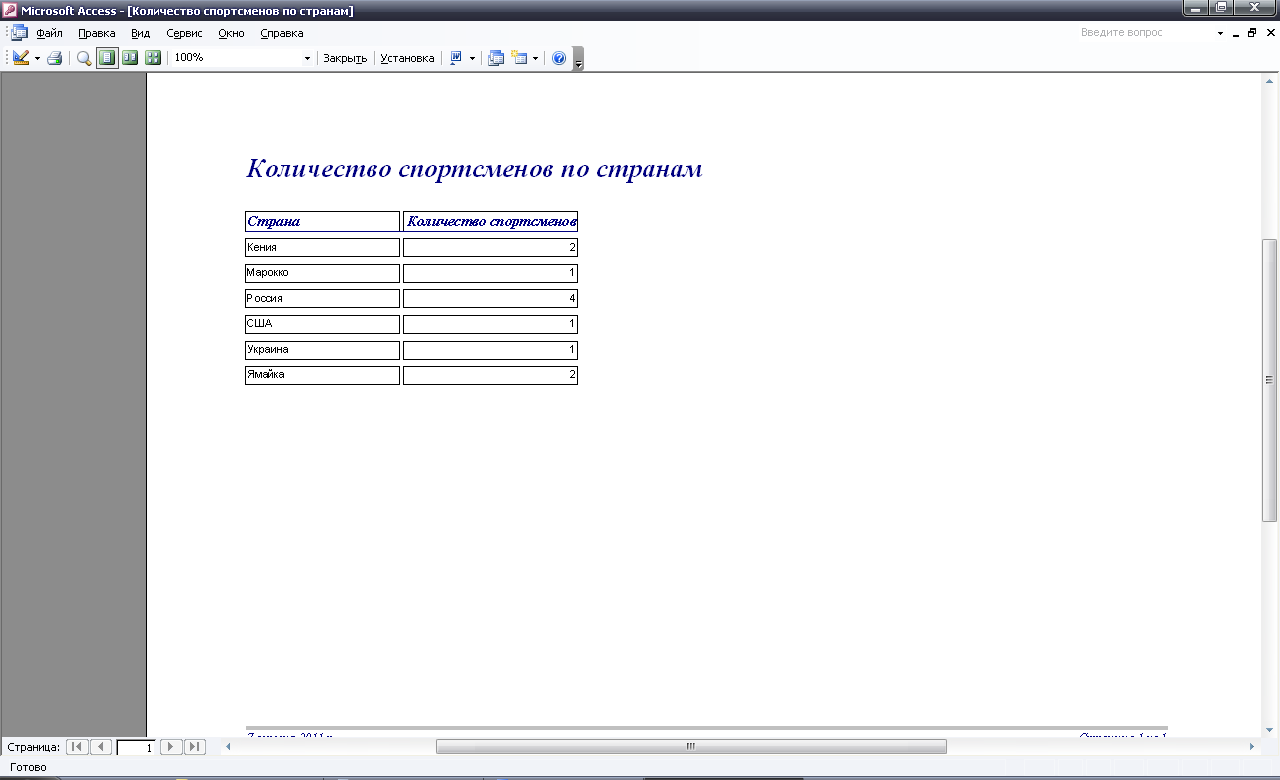 Microsoft Access - [Количество спортсменов по странам]
Файл Правка Вид Сервис Окно Справка Введите вопрос
100% Закрыть Установка
Количество спортсменов по странам
Страна Количество спортсменов
Кения 2
Марокко 1
Россия 4
США 1
Украина 1
Ямайка 2
Страница: 1
Готово